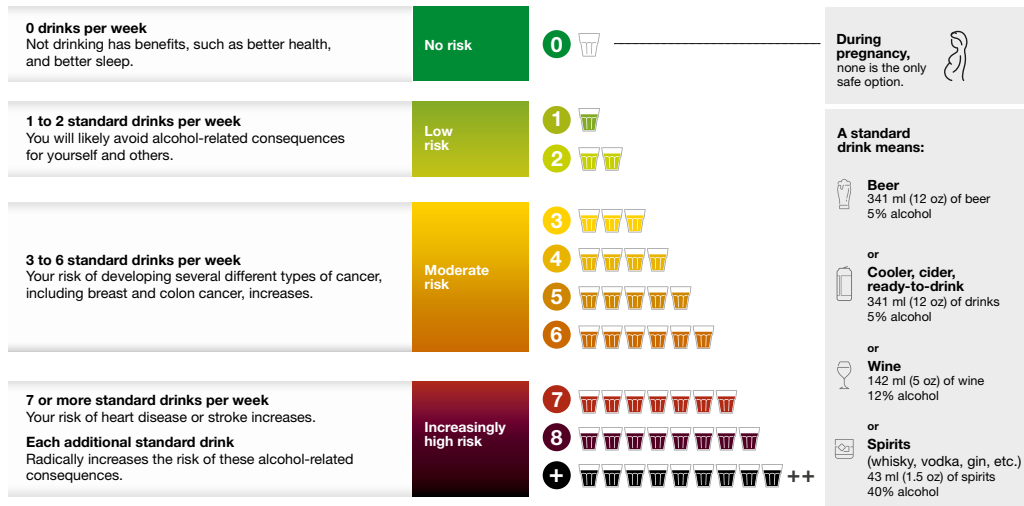 0 drinks per week
Not drinking has benefits, such as better health,
and better sleep.
No risk
0
During
pregnancy,
none is the only
safe option.
1 to 2 standard drinks per week
You will likely avoid alcohol-related consequences
for yourself and others.
Low
risk
1
2
3 to 6 standard drinks per week
Your risk of developing several different types of cancer,
including breast and colon cancer, increases.
Moderate
risk
3
4
5
6
7 or more standard drinks per week
Your risk of heart disease or stroke increases.
Each additional standard drink
Radically increases the risk of these alcohol-related
consequences.
Increasingly
high risk
7
8
+
++
A standard
drink means:
Beer
341 ml (12 oz) of beer
5% alcohol
or
Cooler, cider,
ready-to-drink
341 ml (12 oz) of drinks
5% alcohol
or
Wine
142 ml (5 oz) of wine
12% alcohol
or
Spirits
(whisky, vodka, gin, etc.)
43 ml (1.5 oz) of spirits
40% alcohol